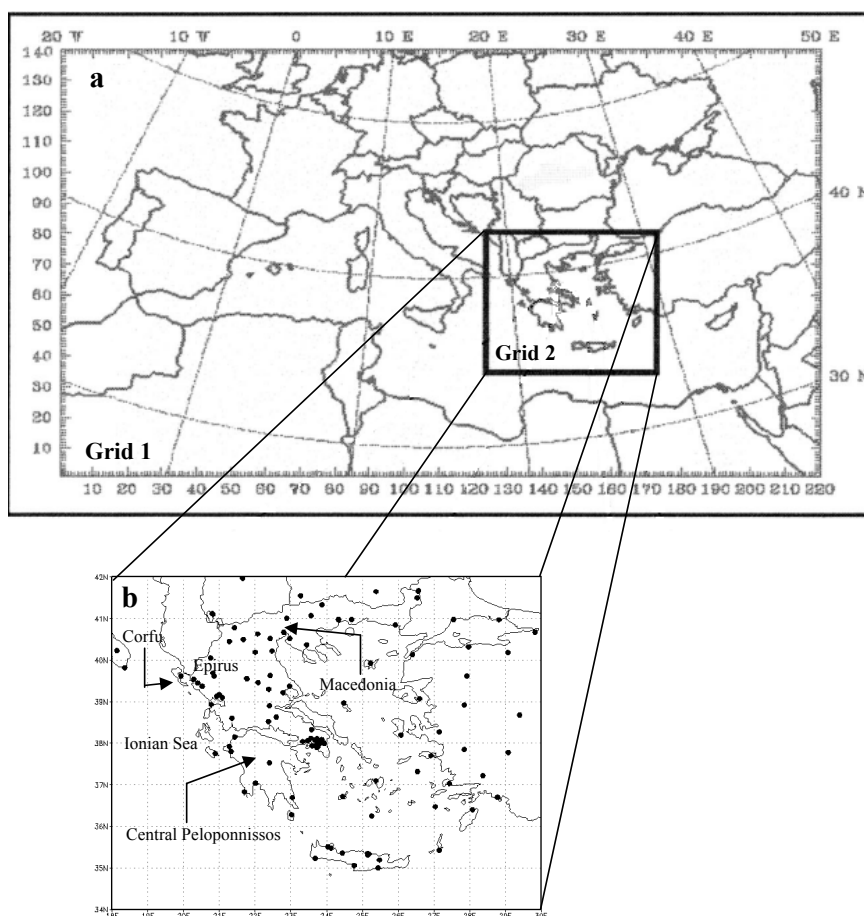 20 W 10 W 0 10 E 20 E 30 E 40 E 50 E
140
a
130
120
110
100
90
40 N
80
70
60
50
Grid 2
40
30 N
30
20
10
Grid 1
10 20 30 40 50 60 70 80 90 100 110 120 130 140 150 160 170 180 190 200 210 220
42N
b
41N
Corfu
40N
Epirus
Macedonia
39N
Ionian Sea
38N
37N
Central Peloponnissos
36N
35N
34N